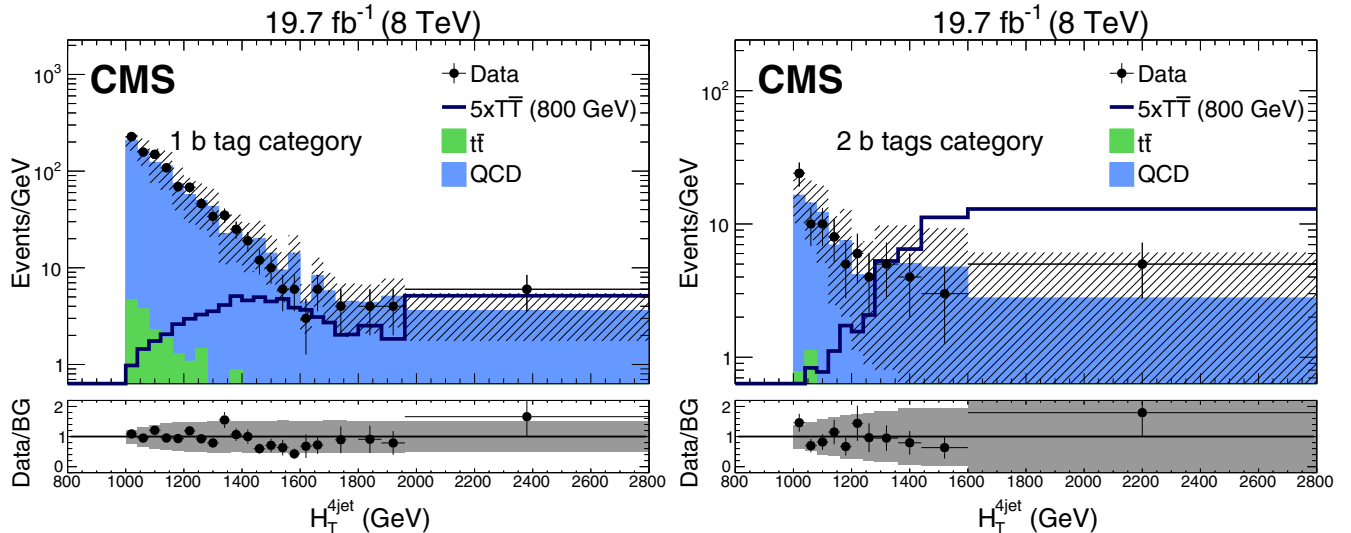 19.7 fb⁻¹ (8 TeV)
CMS
Data
5xTT̅ (800 GeV)
tt̅
QCD
1 b tag category
Events/GeV
10³
10²
10
1
Data/BG
2
1
0
800 1000 1200 1400 1600 1800 2000 2200 2400 2600 2800
H_T^4jet (GeV)
19.7 fb⁻¹ (8 TeV)
CMS
Data
5xTT̅ (800 GeV)
tt̅
QCD
2 b tags category
Events/GeV
10²
10
1
Data/BG
2
1
0
800 1000 1200 1400 1600 1800 2000 2200 2400 2600 2800
H_T^4jet (GeV)